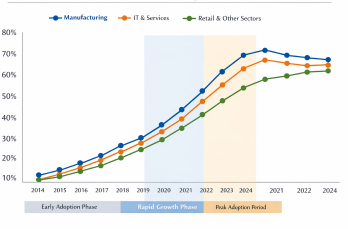 Manufacturing IT & Services Retail & Other Sectors
80%
70%
60%
50%
40%
30%
20%
10%
2014 2015 2016 2017 2018 2019 2020 2021 2022 2023 2024 2021 2022 2024
Early Adoption Phase Rapid Growth Phase Peak Adoption Period